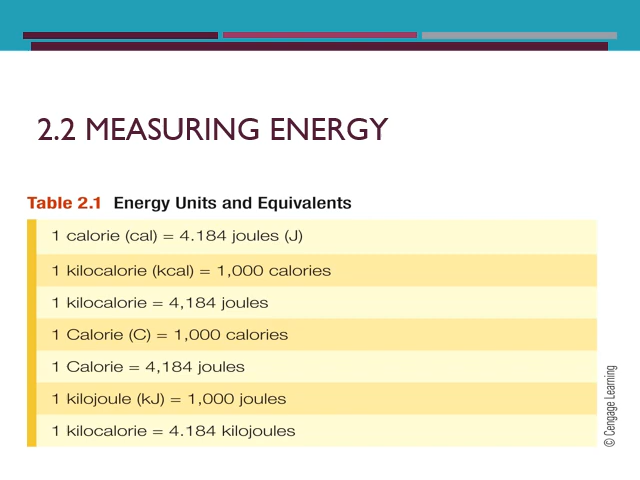 2.2 MEASURING ENERGY
Table 2.1 Energy Units and Equivalents
1 calorie (cal) = 4.184 joules (J)
1 kilocalorie (kcal) = 1,000 calories
1 kilocalorie = 4,184 joules
1 Calorie (C) = 1,000 calories
1 Calorie = 4,184 joules
1 kilojoule (kJ) = 1,000 joules
1 kilocalorie = 4.184 kilojoules
© Cengage Learning